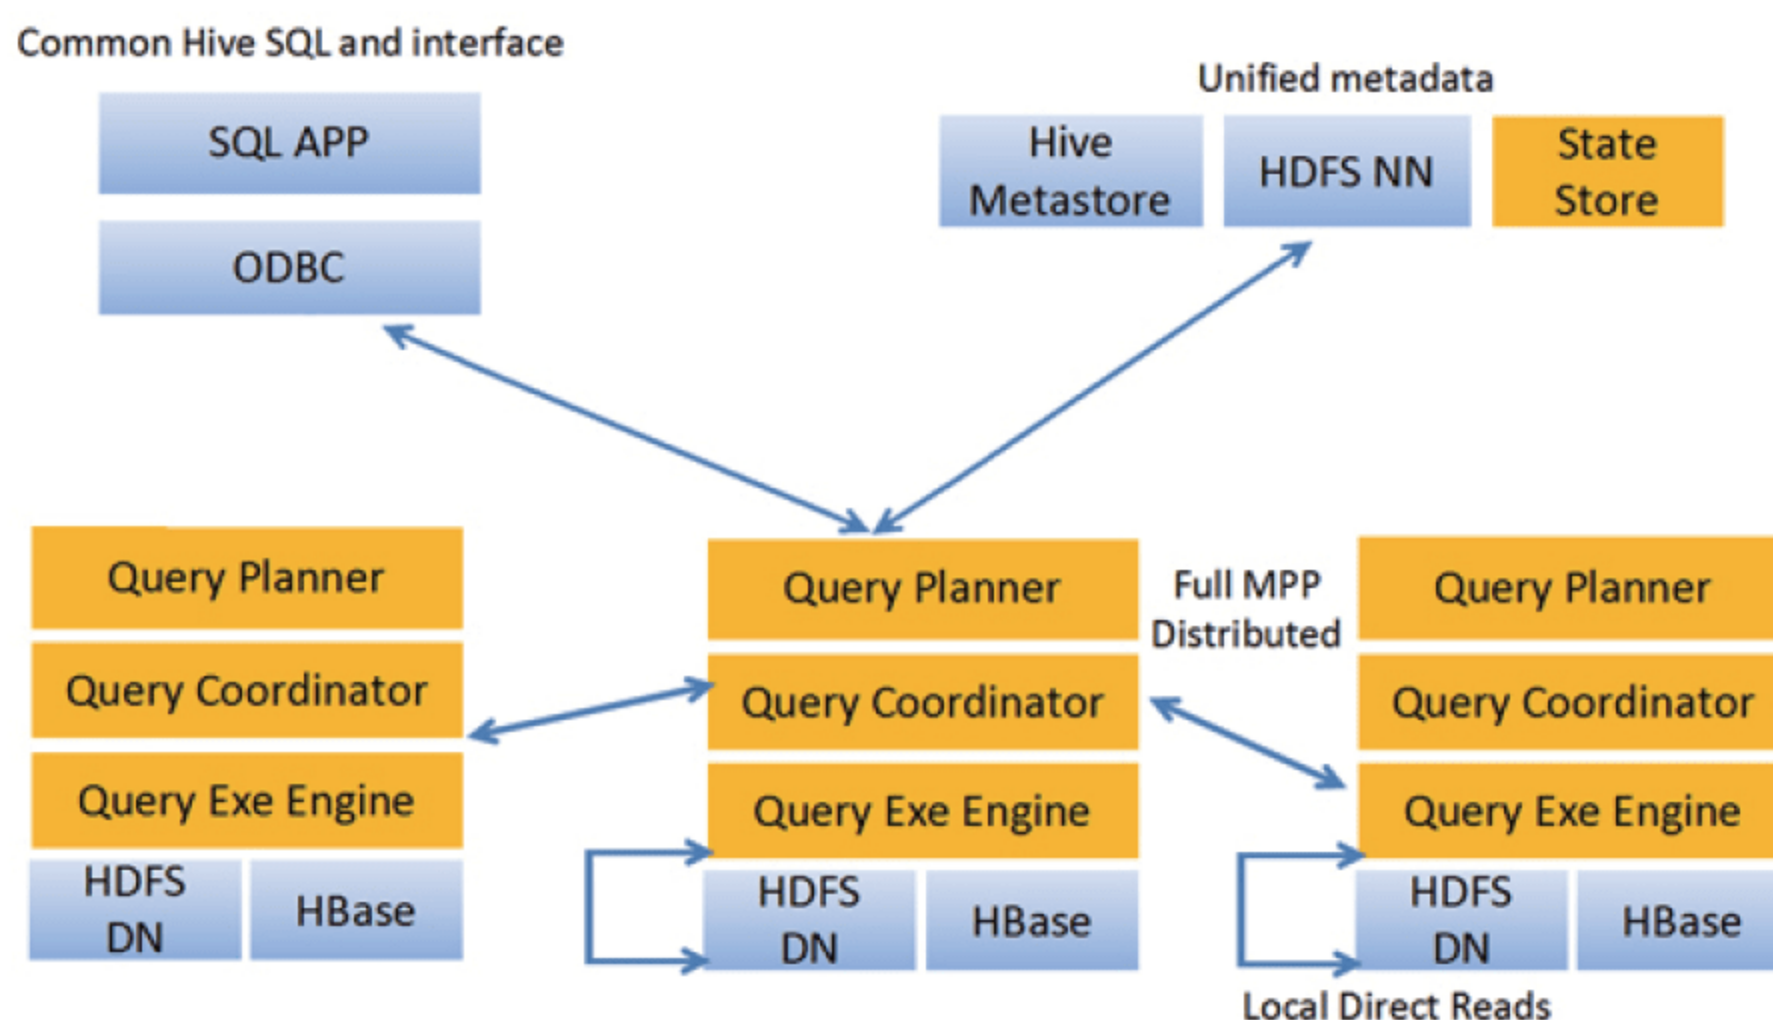 Common Hive SQL and interface
SQL APP
ODBC
Unified metadata
Hive
Metastore
HDFS NN
State
Store
Query Planner
Query Coordinator
Query Exe Engine
HDFS
DN
HBase
Query Planner
Query Coordinator
Query Exe Engine
HDFS
DN
HBase
Full MPP
Distributed
Query Planner
Query Coordinator
Query Exe Engine
HDFS
DN
HBase
Local Direct Reads